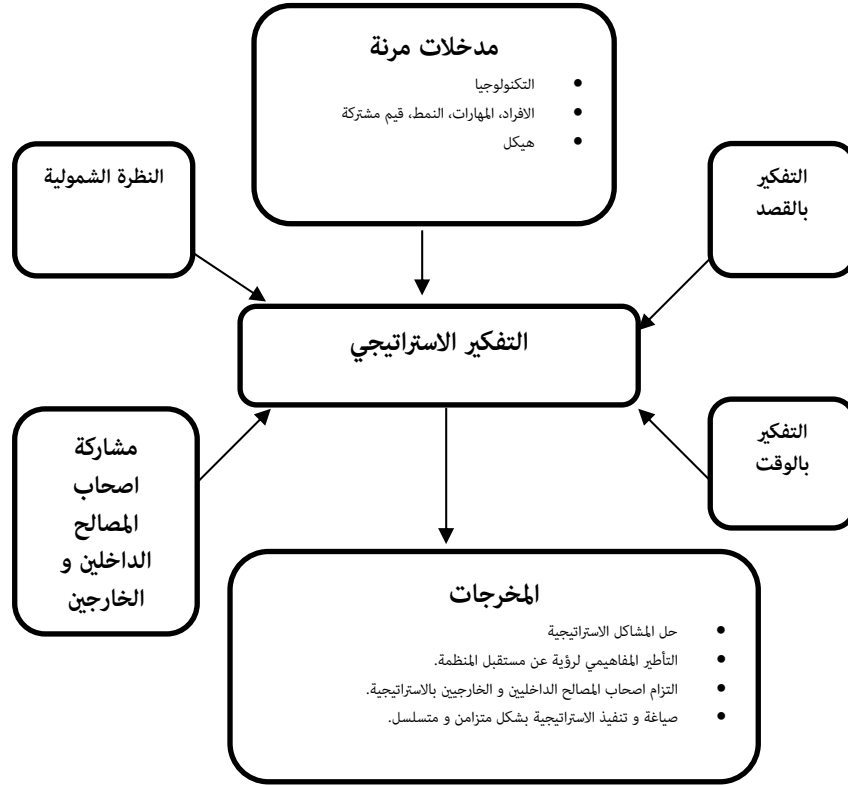 مدخلات مرنة
• التكنولوجيا
• الافراد، المهارات، النمط، قيم مشتركة
• هيكل
التفكير
بالقصد
النظرة الشمولية
التفكير الاستراتيجي
التفكير
بالوقت
مشاركة
اصحاب
المصالح
الداخلين و
الخارجين
المخرجات
• حل المشاكل الاستراتيجية
• التأطير المفاهيمي لرؤية عن مستقبل المنظمة.
• التزام اصحاب المصالح الداخليين و الخارجيين بالاستراتيجية.
• صياغة و تنفيذ الاستراتيجية بشكل متزامن و متسلسل.